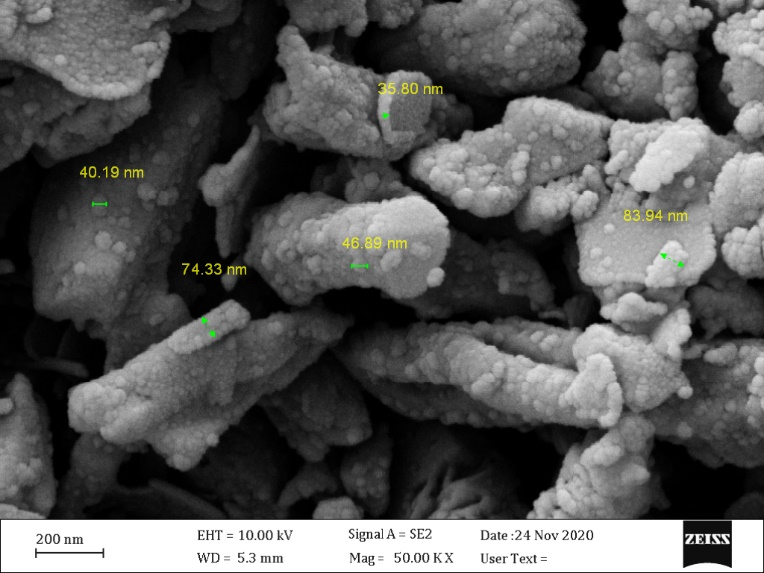 35.80 nm
40.19 nm
83.94 nm
46.89 nm
74.33 nm
200 nm
EHT = 10.00 kV
Signal A = SE2
Date :24 Nov 2020
ZEISS
WD = 5.3 mm
Mag = 50.00 K X
User Text =